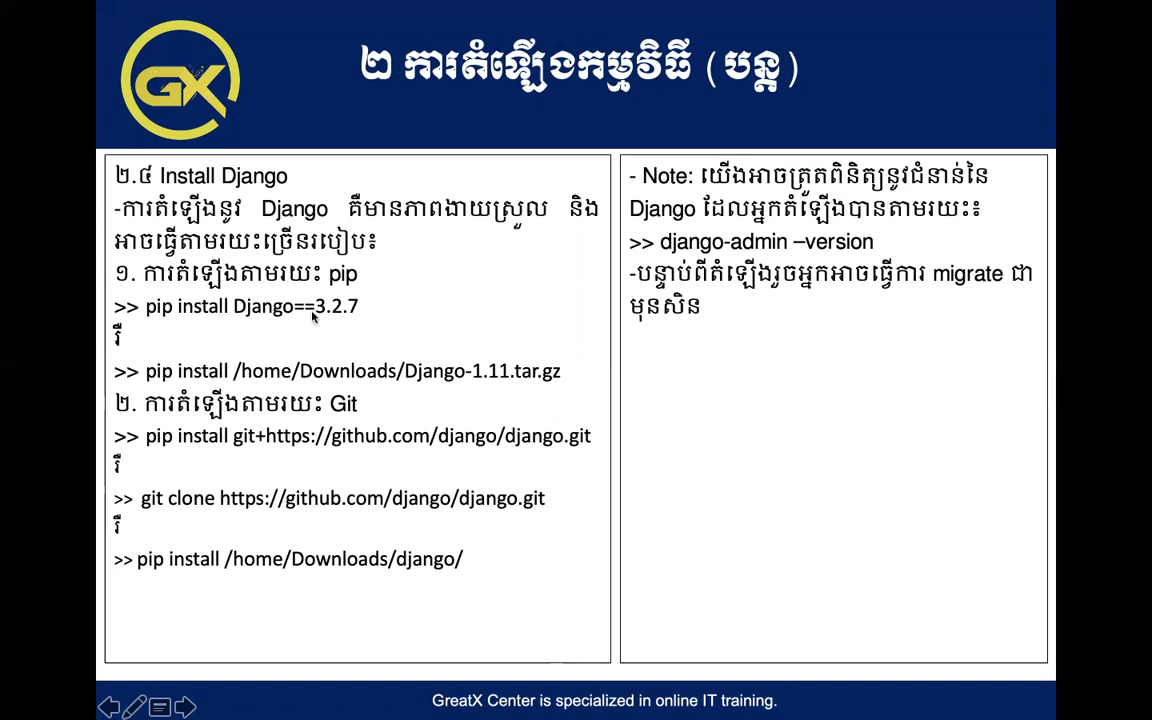 GX
២ ការតំឡើងកម្មវិធី (បន្ត)
២.៤ Install Django
-ការតំឡើងនូវ Django គឺមានភាពងាយស្រួល និង
អាចធ្វើតាមរយះច្រើនរបៀប៖
១. ការតំឡើងតាមរយះ pip
>> pip install Django==3.2.7
រឺ
>> pip install /home/Downloads/Django-1.11.tar.gz
២. ការតំឡើងតាមរយះ Git
>> pip install git+https://github.com/django/django.git
រឺ
>> git clone https://github.com/django/django.git
រឺ
>> pip install /home/Downloads/django/
- Note: យើងអាចត្រួតពិនិត្យនូវជំនាន់នៃ
Django ដែលអ្នកតំឡើងបានតាមរយះ៖
>> django-admin –version
-បន្ទាប់ពីតំឡើងរួចអ្នកអាចធ្វើការ migrate ជា
មុនសិន
GreatX Center is specialized in online IT training.